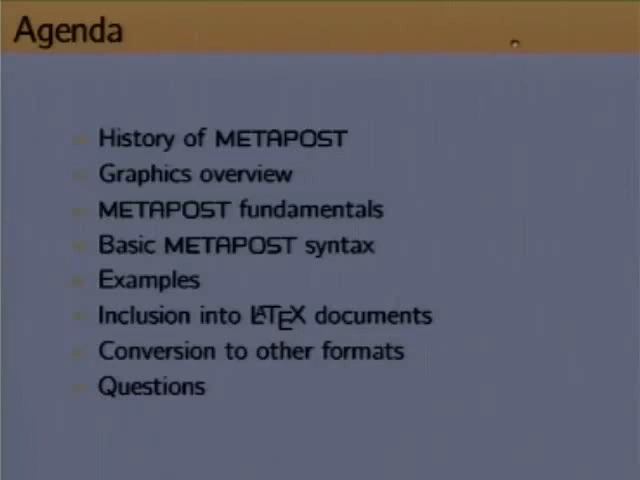 Agenda
History of METAPOST
Graphics overview
METAPOST fundamentals
Basic METAPOST syntax
Examples
Inclusion into LATEX documents
Conversion to other formats
Questions